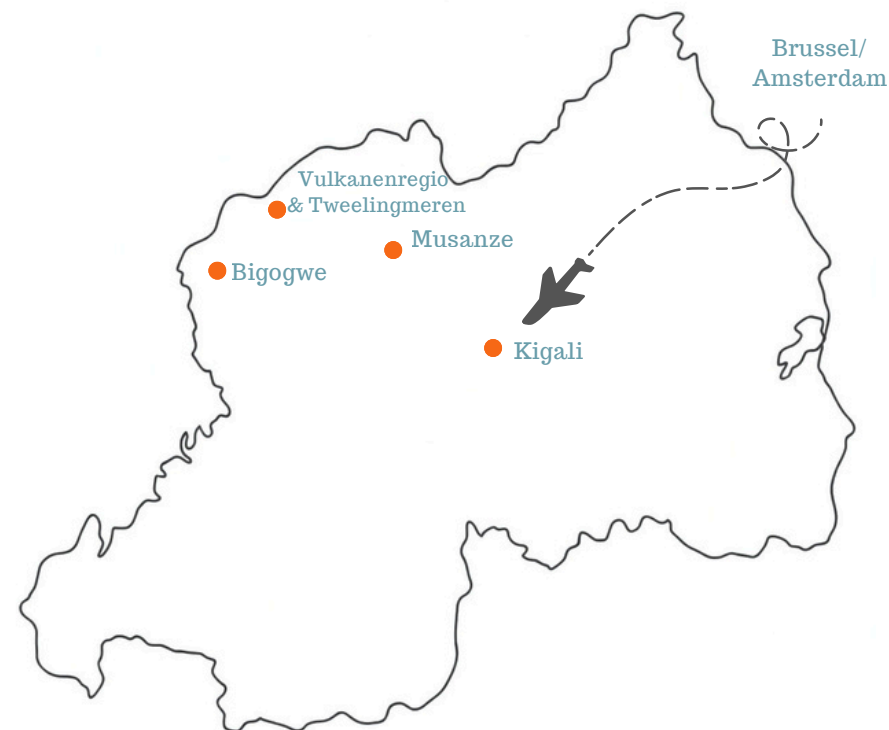 Brussel/
Amsterdam
Vulkanenregio
& Tweelingmeren
Musanze
Bigogwe
Kigali